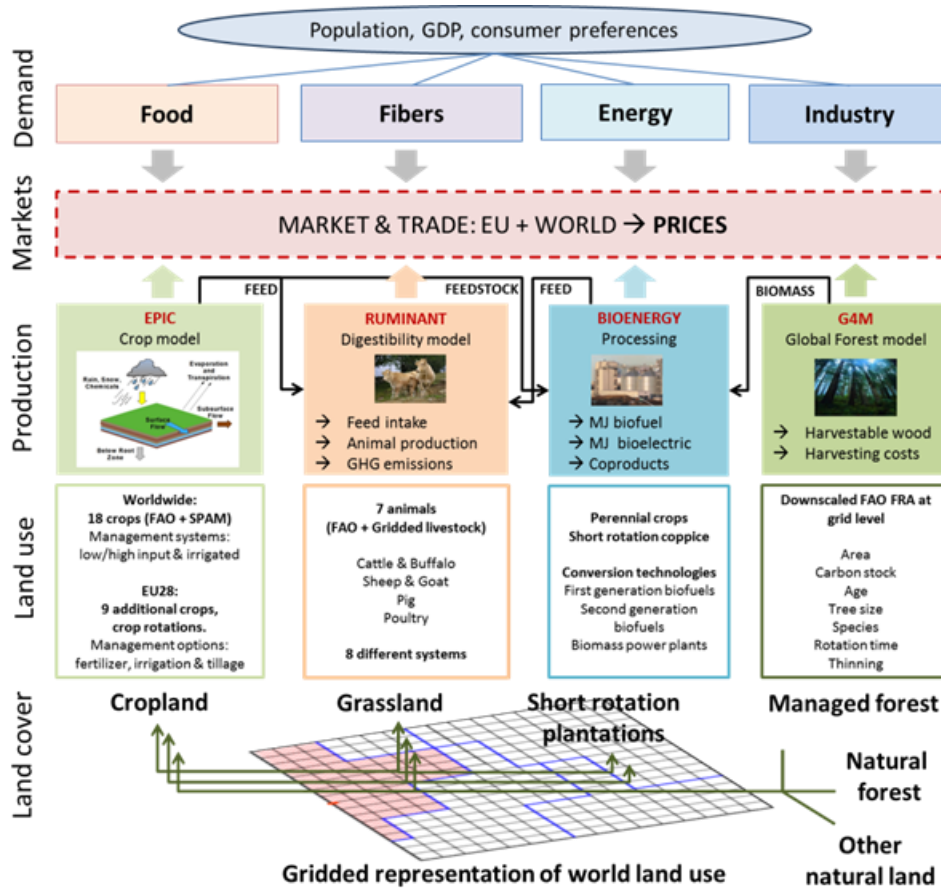 Population, GDP, consumer preferences
Demand
Food
Fibers
Energy
Industry
Markets
MARKET & TRADE: EU + WORLD → PRICES
FEED
FEEDSTOCK
FEED
BIOMASS
Production
EPIC
Crop model
Rain, Snow,
Chemicals
Evaporation
and
Transpiration
Surface
Flow
Subsurface
Flow
Below Root
Zone
RUMINANT
Digestibility model
→ Feed intake
→ Animal production
→ GHG emissions
BIOENERGY
Processing
→ MJ biofuel
→ MJ bioelectric
→ Coproducts
G4M
Global Forest model
→ Harvestable wood
→ Harvesting costs
Land use
Worldwide:
18 crops (FAO + SPAM)
Management systems:
low/high input & irrigated
EU28:
9 additional crops,
crop rotations.
Management options:
fertilizer, irrigation & tillage
7 animals
(FAO + Gridded livestock)
Cattle & Buffalo
Sheep & Goat
Pig
Poultry
8 different systems
Perennial crops
Short rotation coppice
Conversion technologies
First generation biofuels
Second generation
biofuels
Biomass power plants
Downscaled FAO FRA at
grid level
Area
Carbon stock
Age
Tree size
Species
Rotation time
Thinning
Land cover
Cropland
Grassland
Short rotation
plantations
Managed forest
Natural
forest
Other
natural land
Gridded representation of world land use